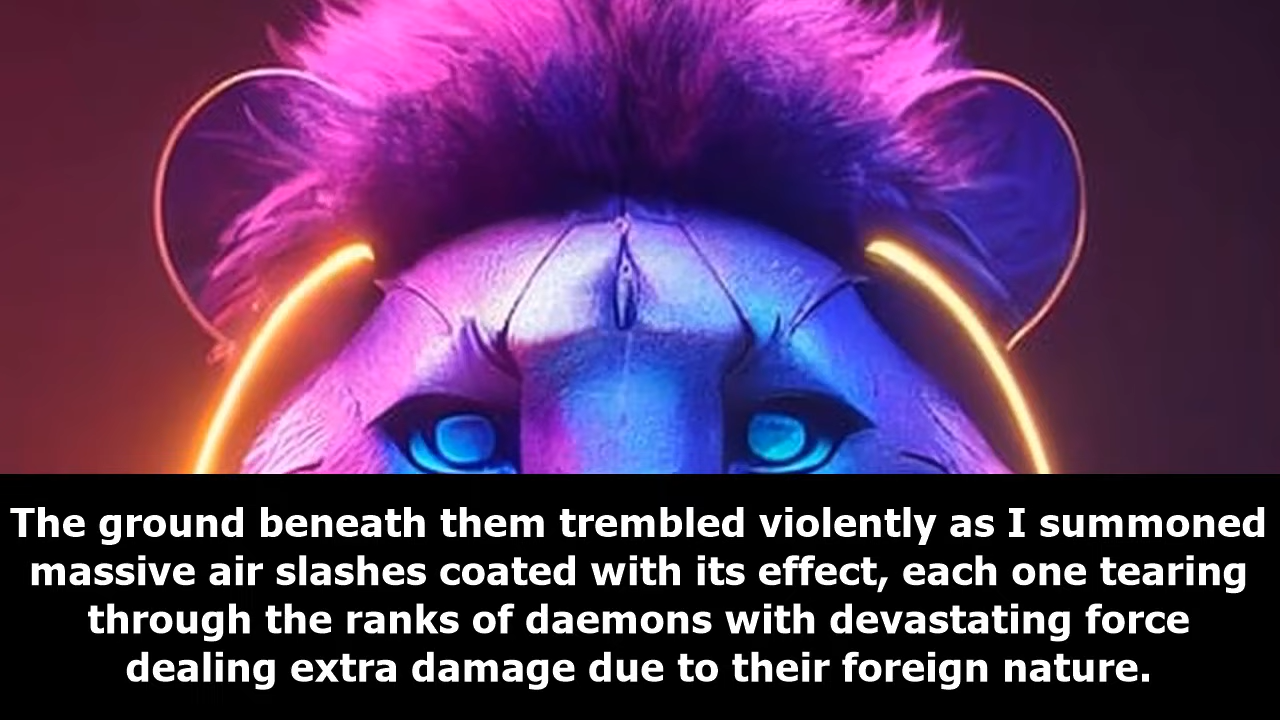 The ground beneath them trembled violently as I summoned
massive air slashes coated with its effect, each one tearing
through the ranks of daemons with devastating force
dealing extra damage due to their foreign nature.